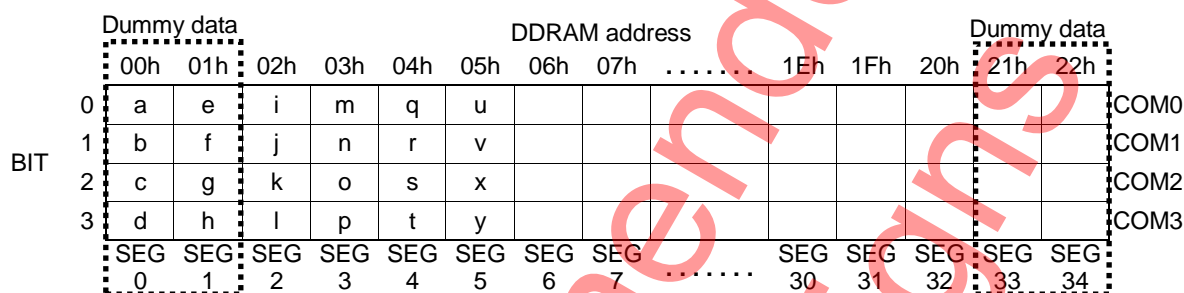 Dummy data DDRAM address Dummy data
00h 01h 02h 03h 04h 05h 06h 07h ....... 1Eh 1Fh 20h 21h 22h
0 a e i m q u COM0
1 b f j n r v COM1
BIT
2 c g k o s x COM2
3 d h l p t y COM3
SEG SEG SEG SEG SEG SEG SEG SEG SEG SEG SEG SEG SEG
0 1 2 3 4 5 6 7 ....... 30 31 32 33 34